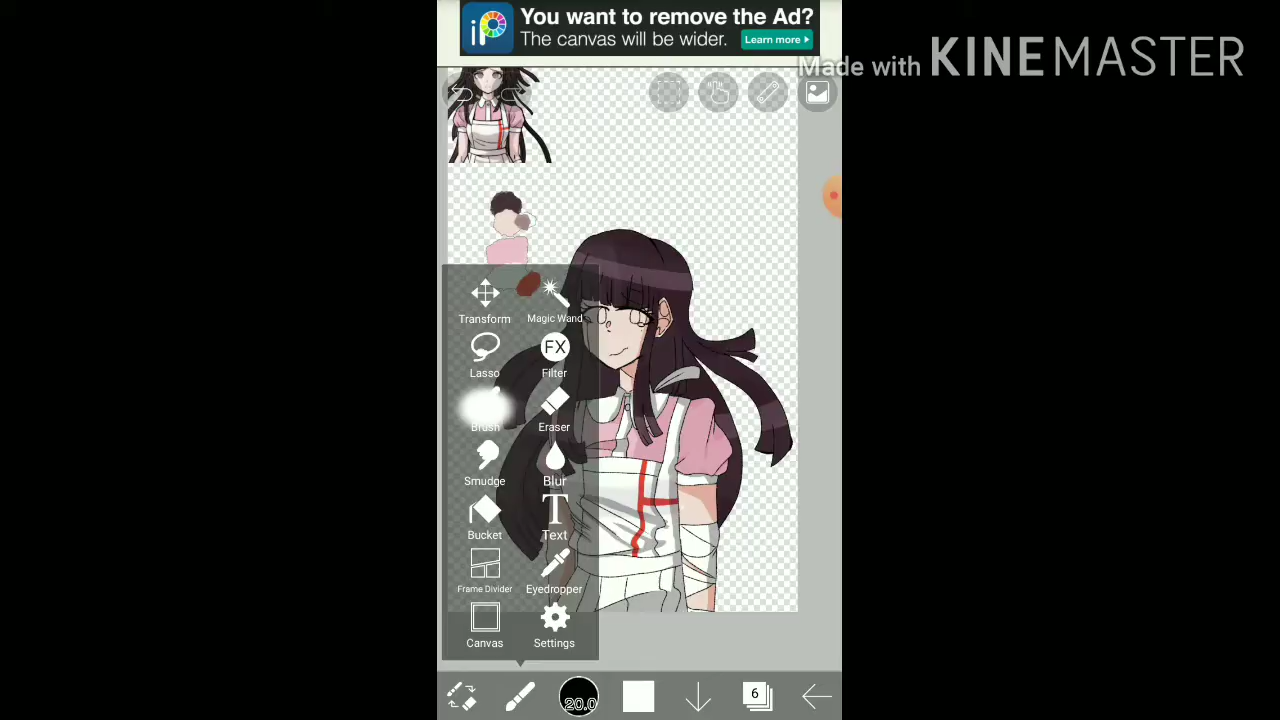 iP
You want to remove the Ad?
The canvas will be wider.
Learn more
Made with KINEMASTER
Transform
Magic Wand
Lasso
FX
Filter
Brush
Eraser
Smudge
Blur
Bucket
T
Text
Frame Divider
Eyedropper
Canvas
Settings
20.0
6